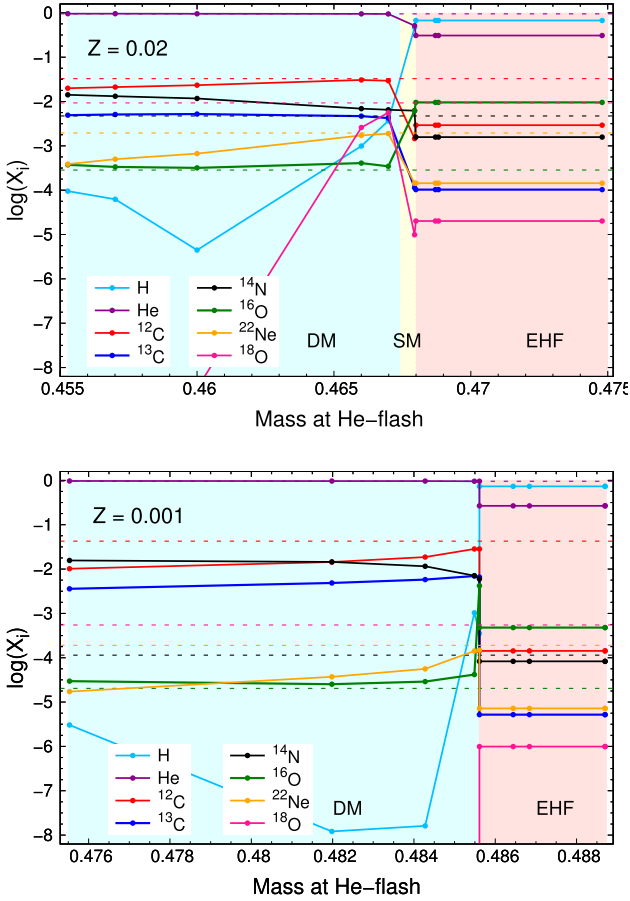 0
−1
−2
−3
−4
−5
−6
−7
−8
log(Xᵢ)
Z = 0.02
H
He
¹²C
¹³C
¹⁴N
¹⁶O
²²Ne
¹⁸O
DM
SM
EHF
0.455
0.46
0.465
0.47
0.475
Mass at He−flash
0
−1
−2
−3
−4
−5
−6
−7
−8
log(Xᵢ)
Z = 0.001
H
He
¹²C
¹³C
¹⁴N
¹⁶O
²²Ne
¹⁸O
DM
EHF
0.476
0.478
0.48
0.482
0.484
0.486
0.488
Mass at He−flash